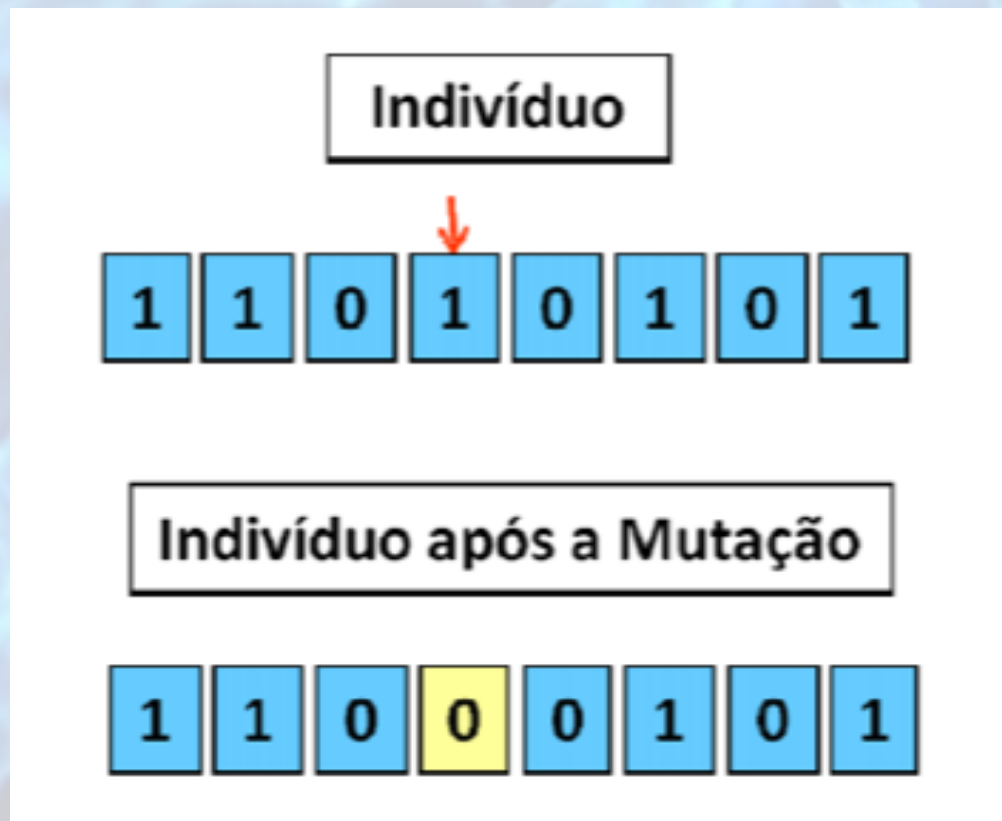 Indivíduo
1 1 0 1 0 1 0 1
Indivíduo após a Mutação
1 1 0 0 0 1 0 1